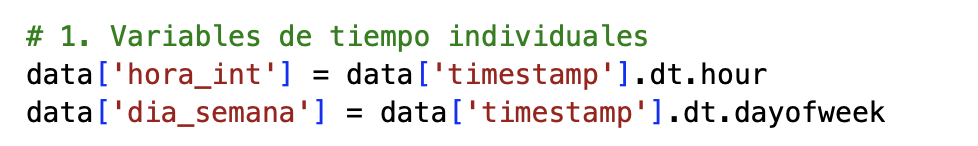 # 1. Variables de tiempo individuales
data['hora_int'] = data['timestamp'].dt.hour
data['dia_semana'] = data['timestamp'].dt.dayofweek